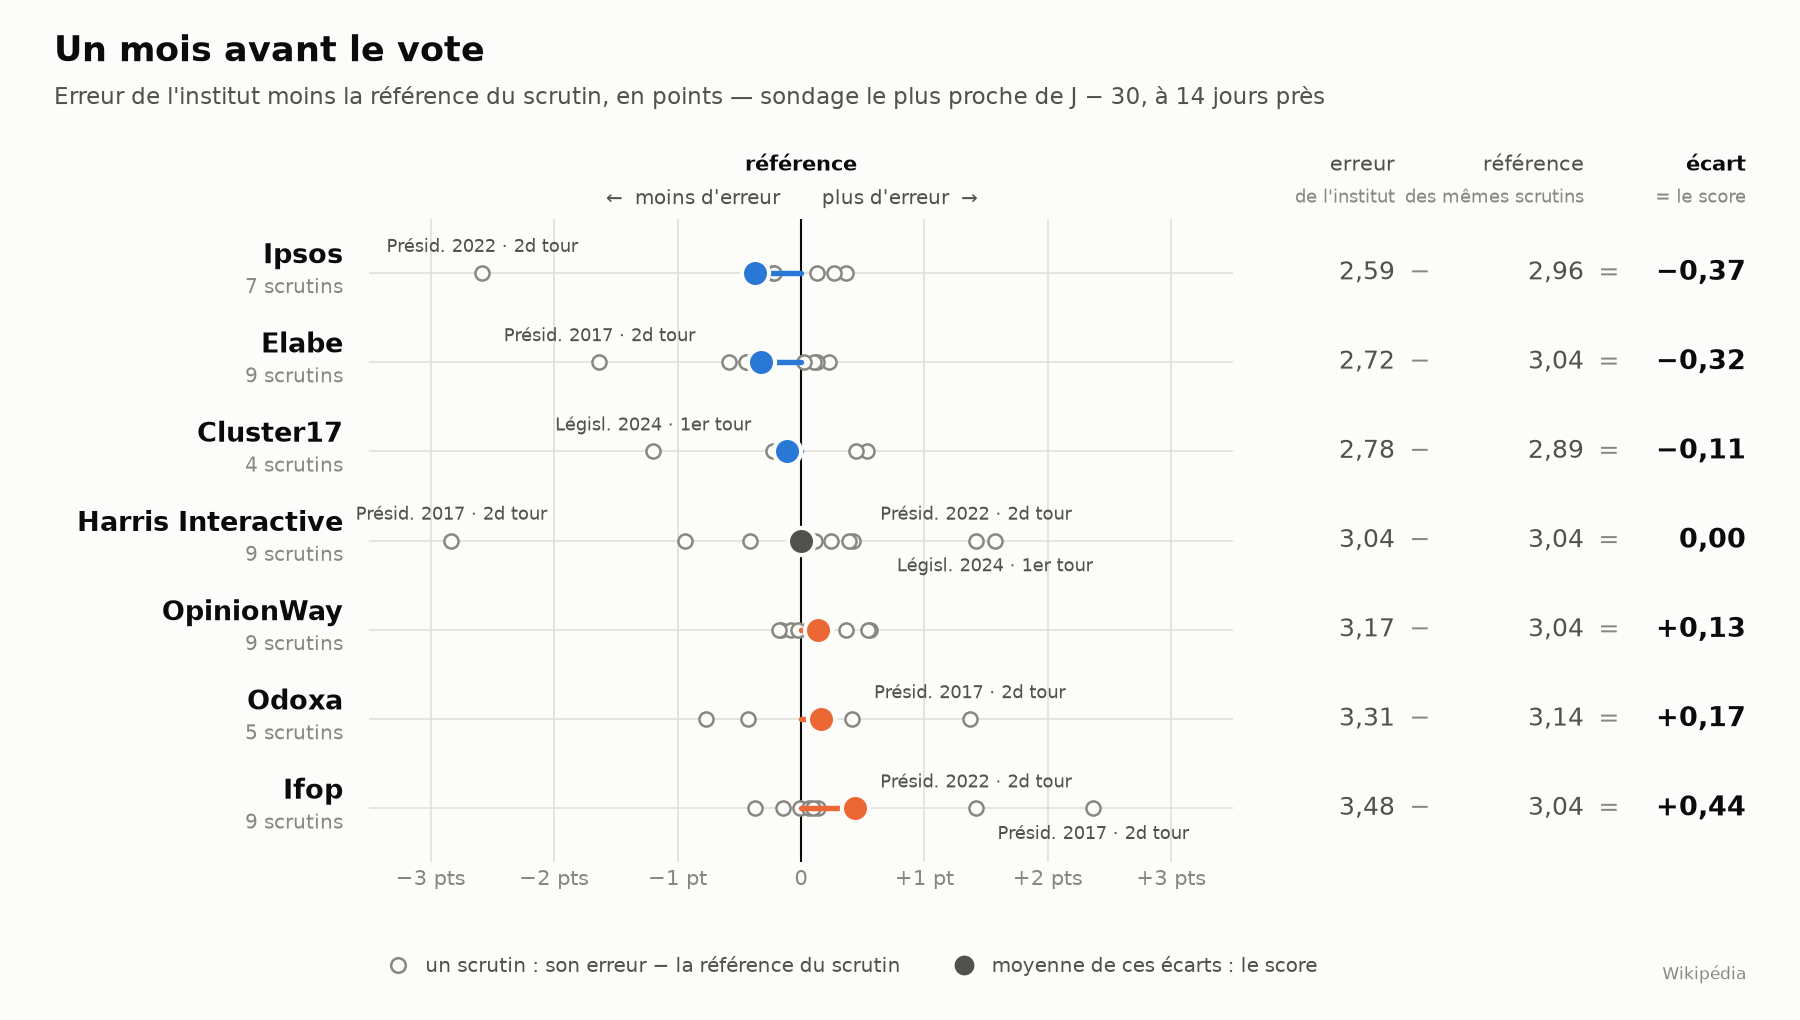 Un mois avant le vote
Erreur de l'institut moins la référence du scrutin, en points — sondage le plus proche de J − 30, à 14 jours près
référence
← moins d'erreur plus d'erreur →
erreur référence écart
de l'institut des mêmes scrutins = le score
Présid. 2022 · 2d tour
Ipsos
7 scrutins
2,59 − 2,96 = −0,37
Présid. 2017 · 2d tour
Elabe
9 scrutins
2,72 − 3,04 = −0,32
Législ. 2024 · 1er tour
Cluster17
4 scrutins
2,78 − 2,89 = −0,11
Présid. 2017 · 2d tour Présid. 2022 · 2d tour
Harris Interactive
9 scrutins
Législ. 2024 · 1er tour
3,04 − 3,04 = 0,00
OpinionWay
9 scrutins
3,17 − 3,04 = +0,13
Présid. 2017 · 2d tour
Odoxa
5 scrutins
3,31 − 3,14 = +0,17
Présid. 2022 · 2d tour
Ifop
9 scrutins
Présid. 2017 · 2d tour
3,48 − 3,04 = +0,44
−3 pts −2 pts −1 pt 0 +1 pt +2 pts +3 pts
un scrutin : son erreur − la référence du scrutin
moyenne de ces écarts : le score
Wikipédia